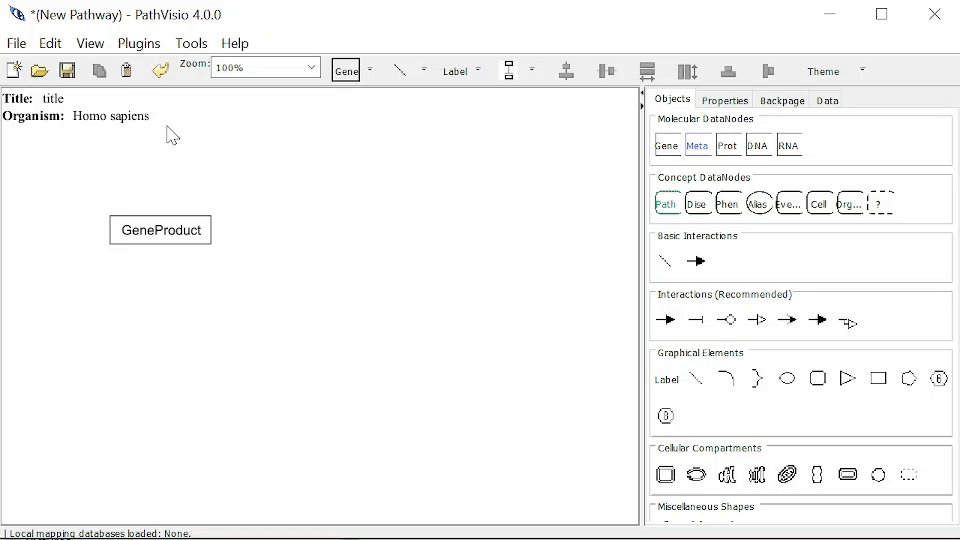 *(New Pathway) - PathVisio 4.0.0
File Edit View Plugins Tools Help
Zoom: 100% Gene Label Theme
Title: title
Organism: Homo sapiens
GeneProduct
Objects Properties Backpage Data
Molecular DataNodes
Gene Meta Prot DNA RNA
Concept DataNodes
Path Dise Phen Alias Eve... Cell Org... ?
Basic Interactions
Interactions (Recommended)
Graphical Elements
Label
Cellular Compartments
Miscellaneous Shapes
| Local mapping databases loaded: None.